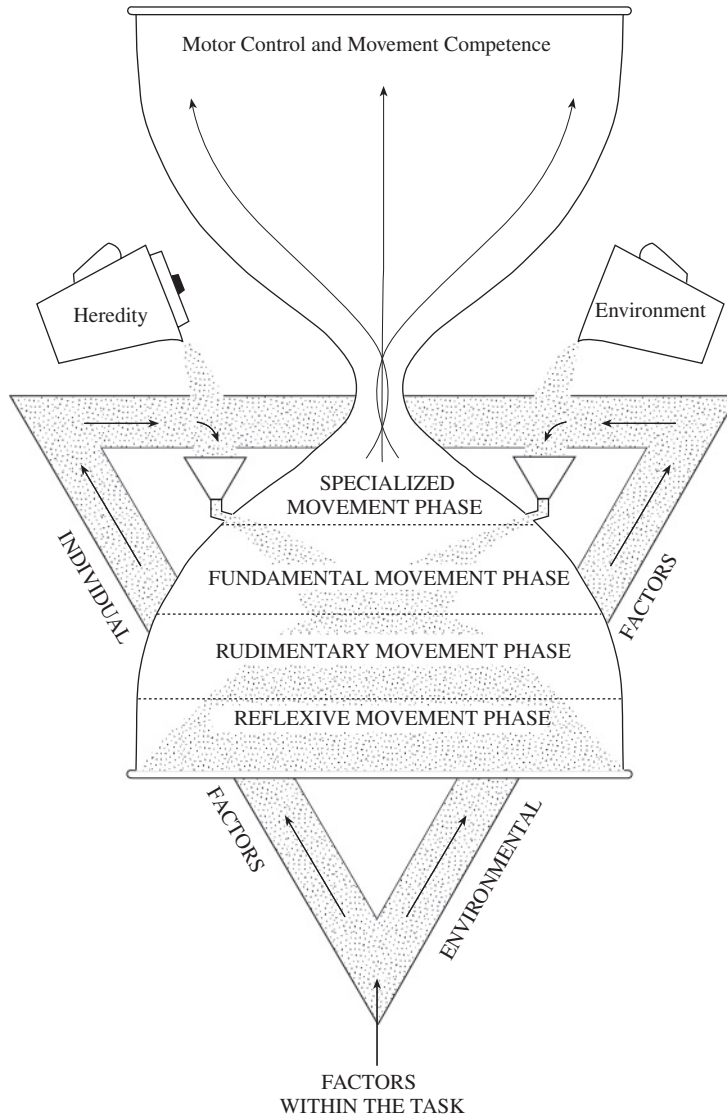 Motor Control and Movement Competence
Heredity
Environment
SPECIALIZED
MOVEMENT PHASE
FUNDAMENTAL MOVEMENT PHASE
INDIVIDUAL
FACTORS
RUDIMENTARY MOVEMENT PHASE
REFLEXIVE MOVEMENT PHASE
FACTORS
ENVIRONMENTAL
FACTORS
WITHIN THE TASK